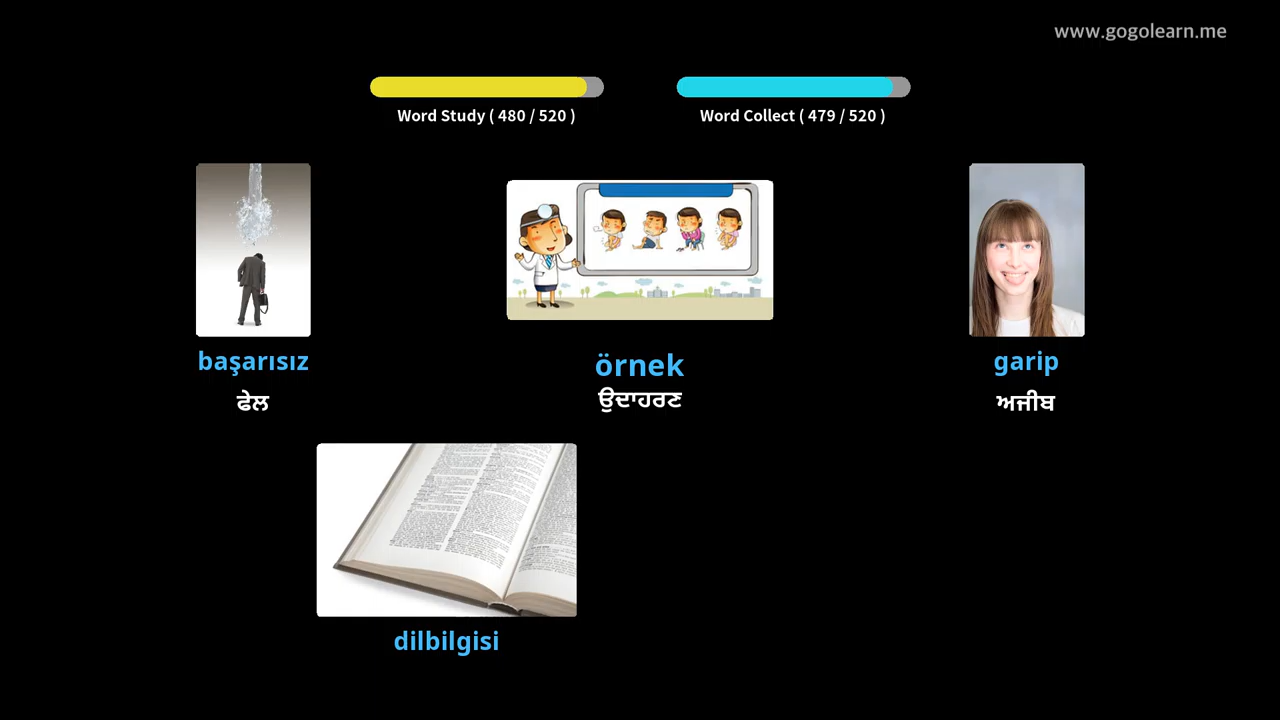 www.gogolearn.me
Word Study ( 480 / 520 )
Word Collect ( 479 / 520 )
başarısız
ਫੇਲ
örnek
ਉਦਾਹਰਣ
garip
ਅਜੀਬ
dilbilgisi